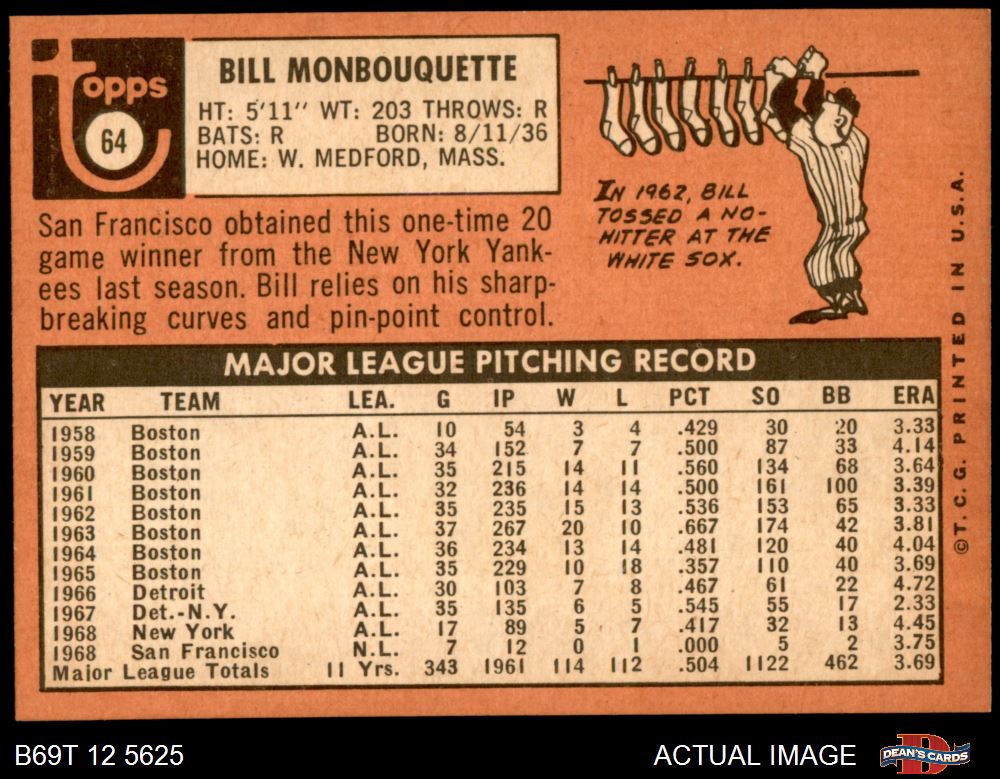 Topps
64
BILL MONBOUQUETTE
HT: 5'11" WT: 203 THROWS: R
BATS: R BORN: 8/11/36
HOME: W. MEDFORD, MASS.
San Francisco obtained this one-time 20
game winner from the New York Yank-
ees last season. Bill relies on his sharp-
breaking curves and pin-point control.
IN 1962, BILL
TOSSED A NO-
HITTER AT THE
WHITE SOX.
MAJOR LEAGUE PITCHING RECORD
YEAR TEAM LEA. G IP W L PCT SO BB ERA
1958 Boston A.L. 10 54 3 4 .429 30 20 3.33
1959 Boston A.L. 34 152 7 7 .500 87 33 4.14
1960 Boston A.L. 35 215 14 11 .560 134 68 3.64
1961 Boston A.L. 32 236 14 14 .500 161 100 3.39
1962 Boston A.L. 35 235 15 13 .536 153 65 3.33
1963 Boston A.L. 37 267 20 10 .667 174 42 3.81
1964 Boston A.L. 36 234 13 14 .481 120 40 4.04
1965 Boston A.L. 35 229 10 18 .357 110 40 3.69
1966 Detroit A.L. 30 103 7 8 .467 61 22 4.72
1967 Det.-N.Y. A.L. 35 135 6 5 .545 55 17 2.33
1968 New York A.L. 17 89 5 7 .417 32 13 4.45
1968 San Francisco N.L. 7 12 0 1 .000 5 2 3.75
Major League Totals 11 Yrs. 343 1961 114 112 .504 1122 462 3.69
©T.C.G. PRINTED IN U.S.A.
B69T 12 5625
ACTUAL IMAGE
DEAN'S CARDS